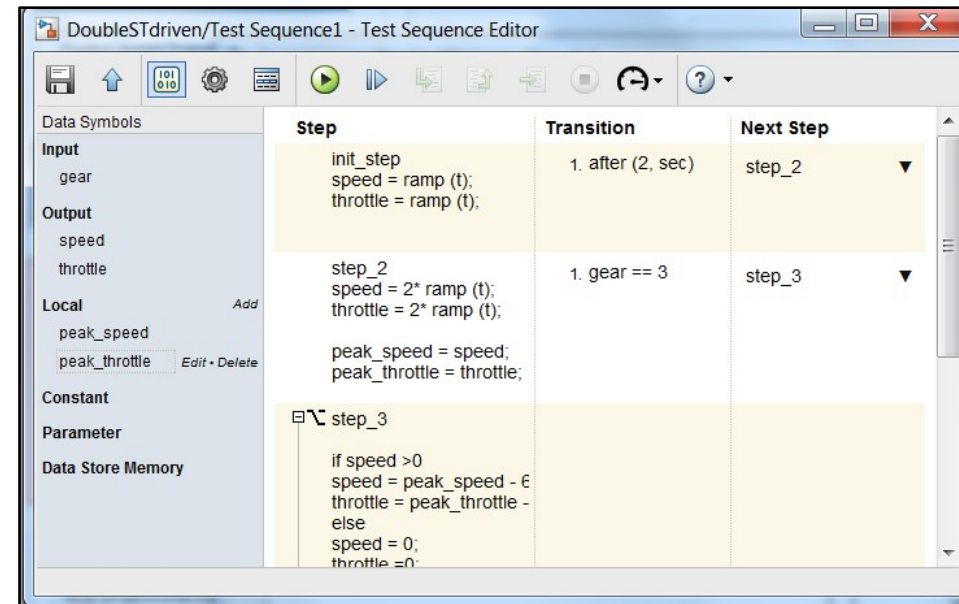 DoubleSTdriven/Test Sequence1 - Test Sequence Editor
Data Symbols
Input
gear
Output
speed
throttle
Local Add
peak_speed
peak_throttle Edit • Delete
Constant
Parameter
Data Store Memory
Step Transition Next Step
init_step 1. after (2, sec) step_2
speed = ramp (t);
throttle = ramp (t);
step_2 1. gear == 3 step_3
speed = 2* ramp (t);
throttle = 2* ramp (t);
peak_speed = speed;
peak_throttle = throttle;
step_3
if speed >0
speed = peak_speed - 6
throttle = peak_throttle -
else
speed = 0;
throttle =0;